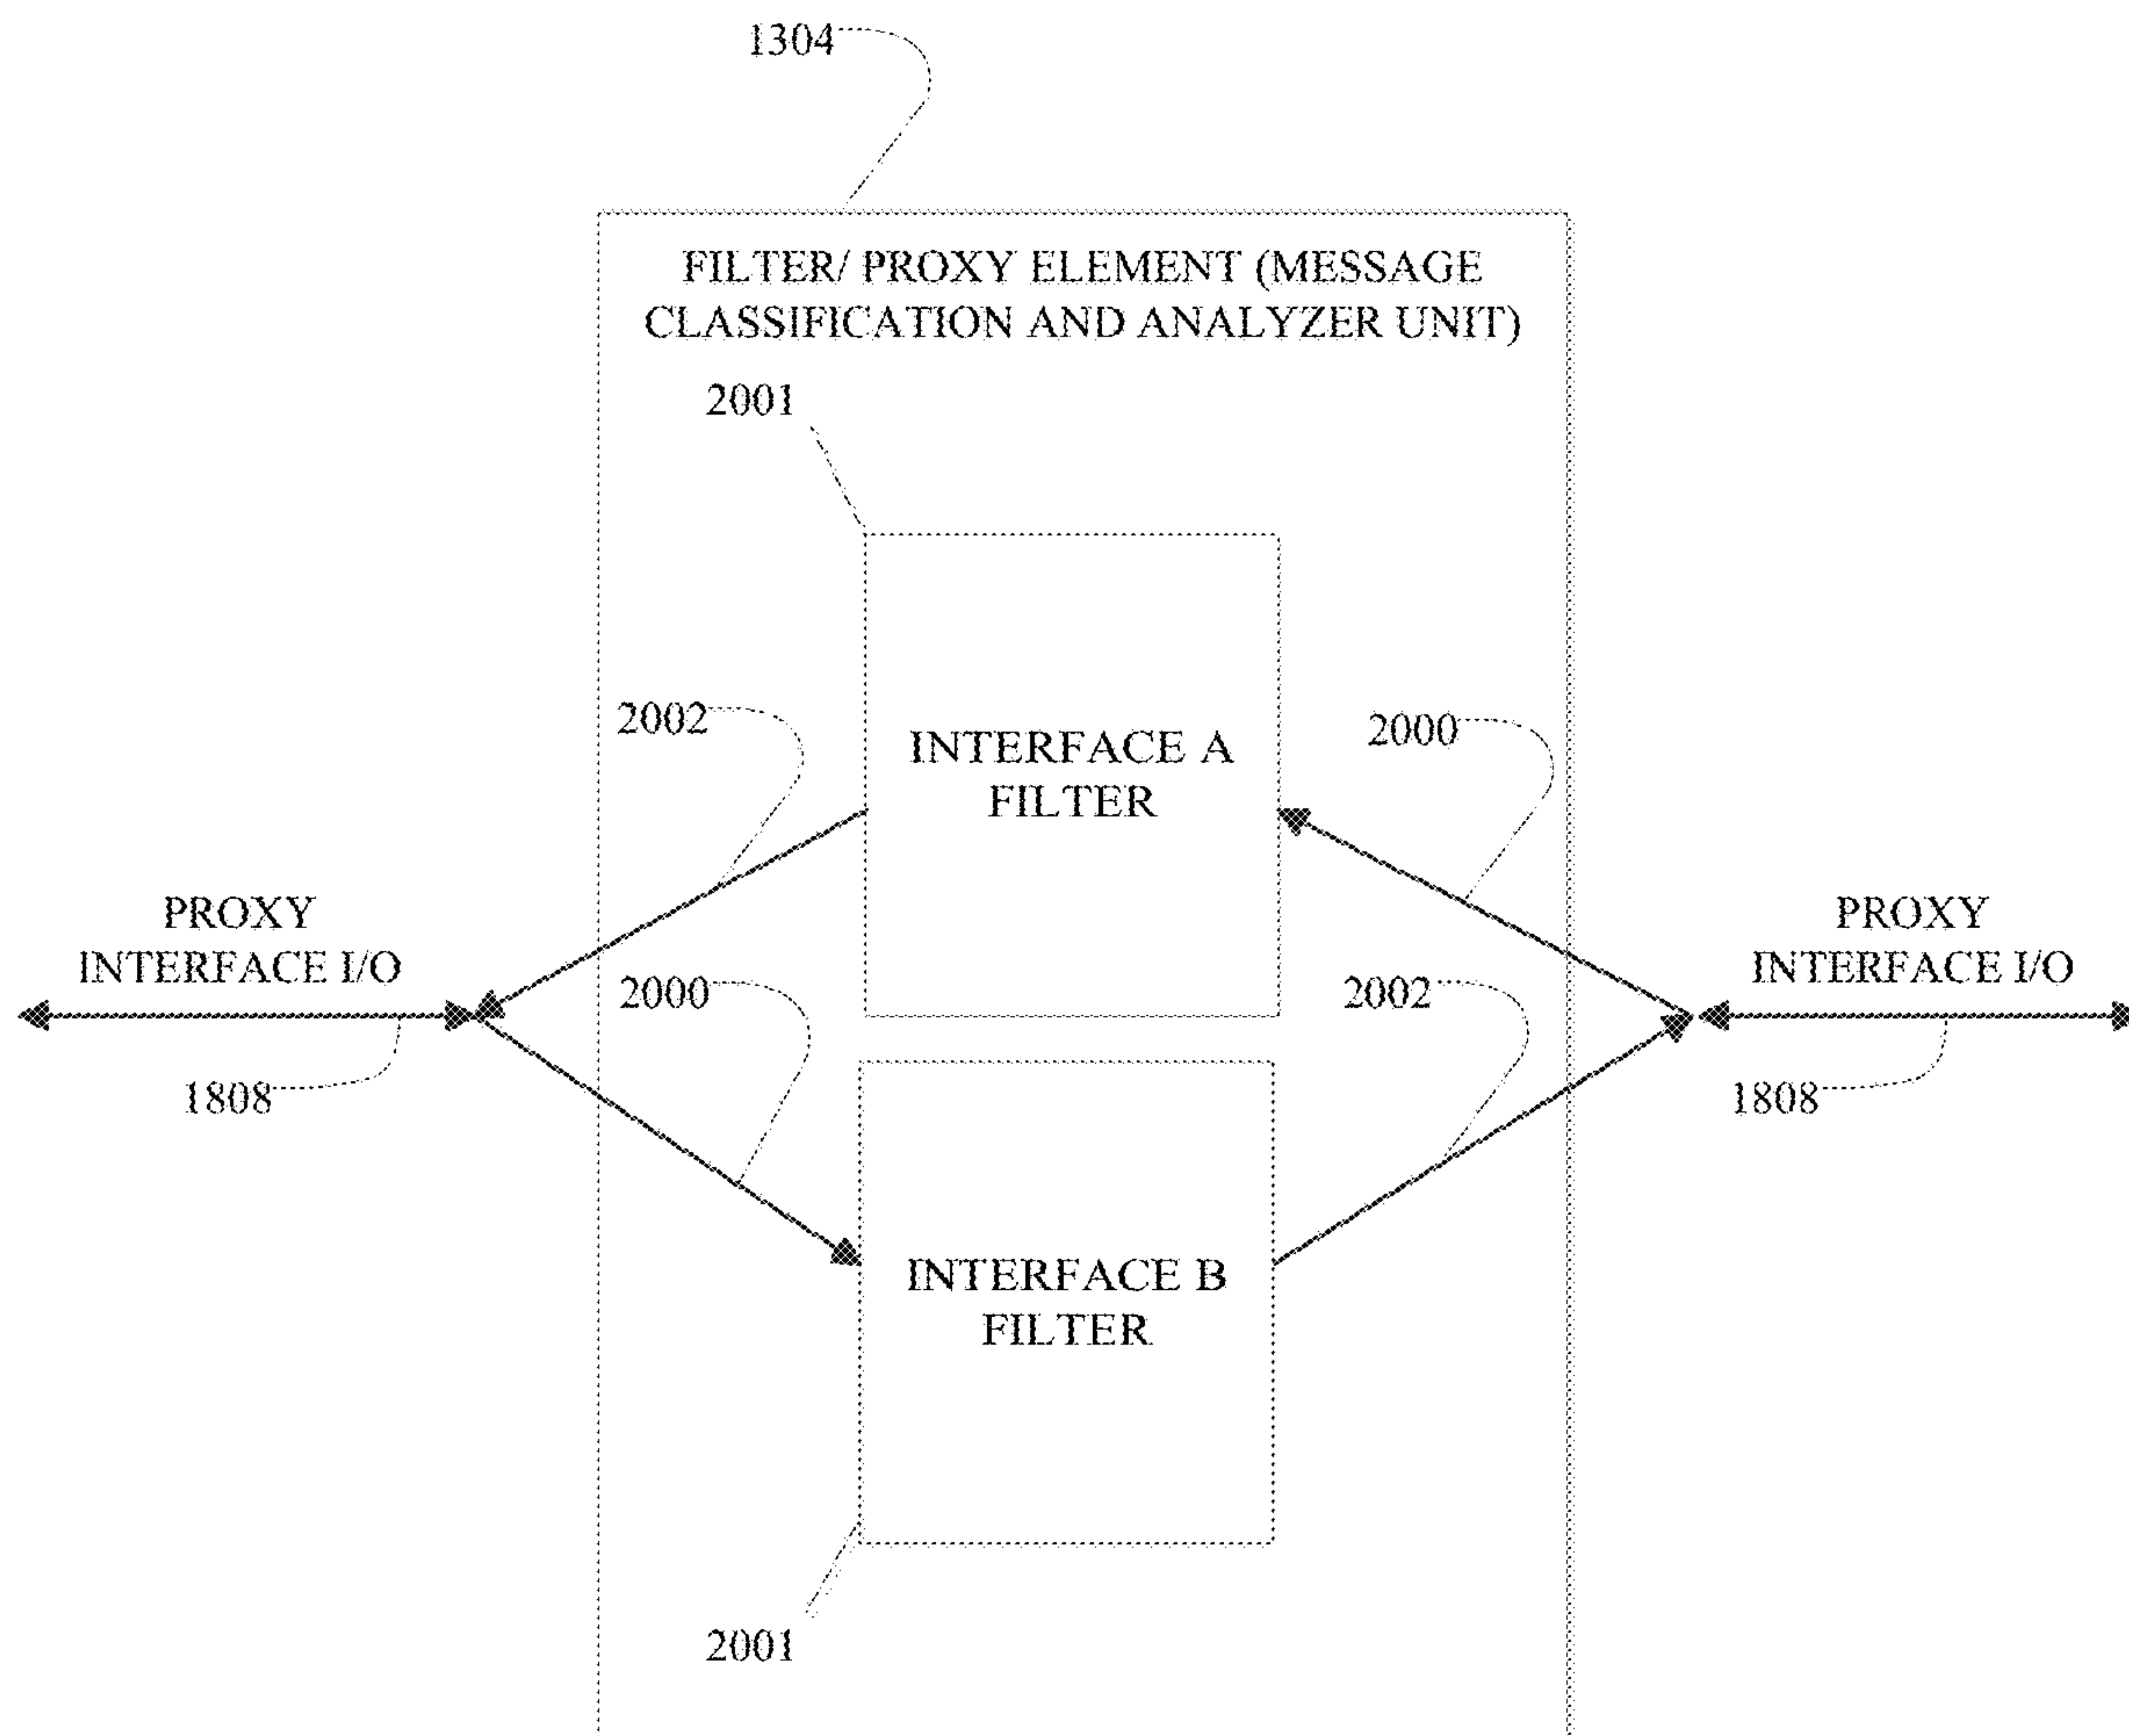 1304
FILTER/ PROXY ELEMENT (MESSAGE
CLASSIFICATION AND ANALYZER UNIT)
2001
2002
2000
INTERFACE A
FILTER
PROXY
INTERFACE I/O
PROXY
INTERFACE I/O
2000
2002
1808
1808
INTERFACE B
FILTER
2001